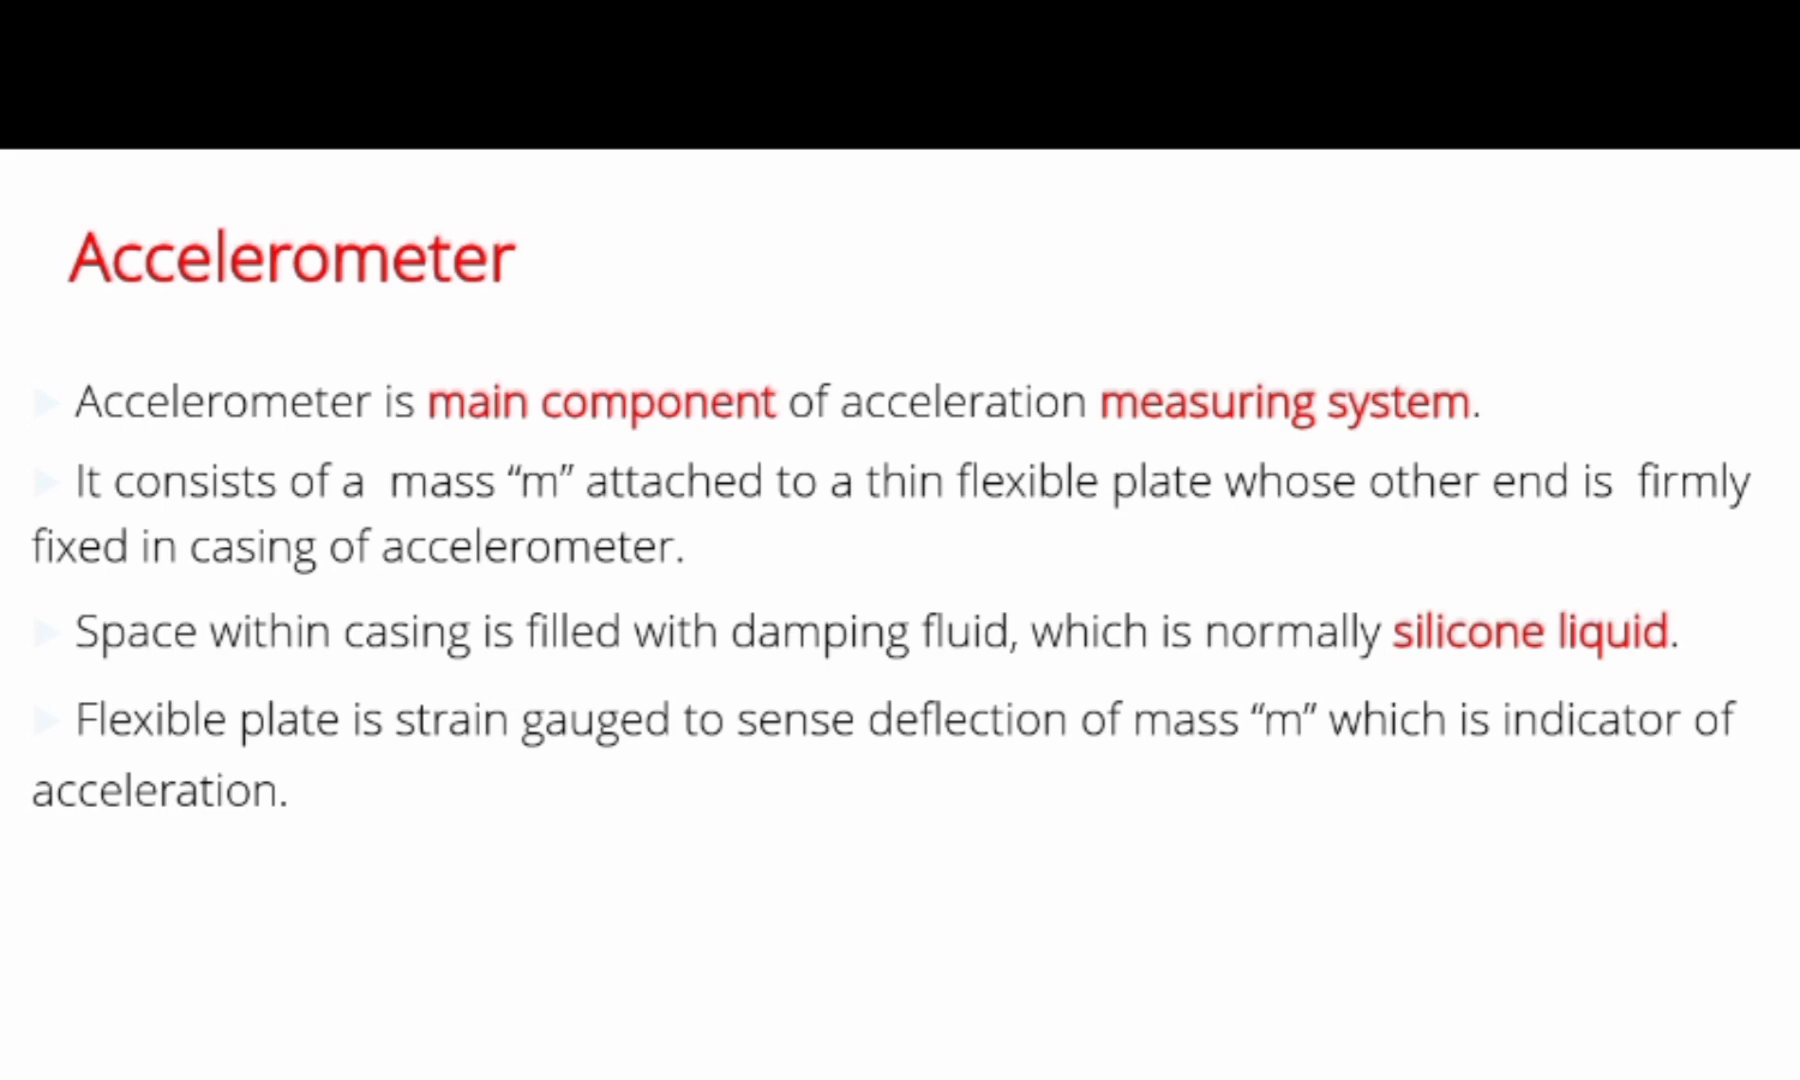 Accelerometer
Accelerometer is main component of acceleration measuring system.
It consists of a mass “m” attached to a thin flexible plate whose other end is firmly
fixed in casing of accelerometer.
Space within casing is filled with damping fluid, which is normally silicone liquid.
Flexible plate is strain gauged to sense deflection of mass “m” which is indicator of
acceleration.